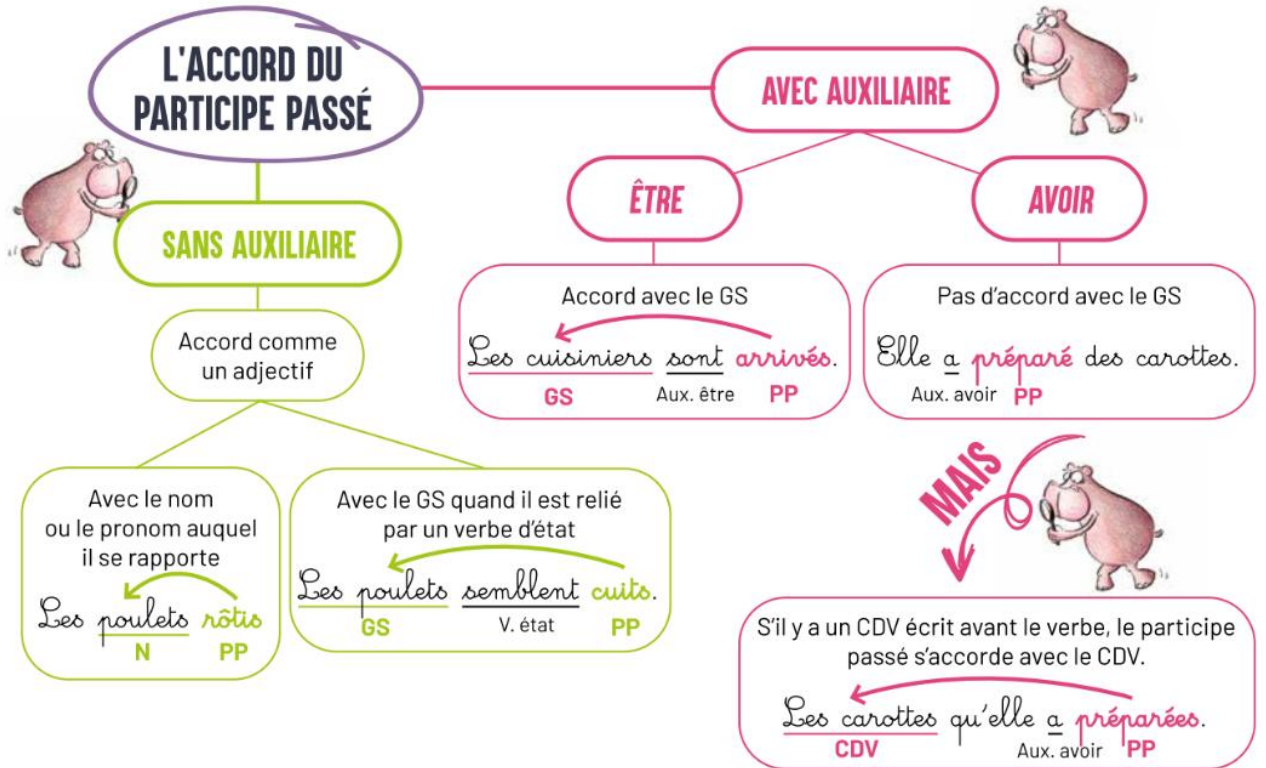 L'ACCORD DU
PARTICIPE PASSÉ
SANS AUXILIAIRE
Accord comme
un adjectif
Avec le nom
ou le pronom auquel
il se rapporte
Les poulets rôtis
N PP
Avec le GS quand il est relié
par un verbe d'état
Les poulets semblent cuits.
GS V. état PP
AVEC AUXILIAIRE
ÊTRE
Accord avec le GS
Les cuisiniers sont arrivés.
GS Aux. être PP
AVOIR
Pas d'accord avec le GS
Elle a préparé des carottes.
Aux. avoir PP
MAIS
S'il y a un CDV écrit avant le verbe, le participe
passé s'accorde avec le CDV.
Les carottes qu'elle a préparées.
CDV Aux. avoir PP